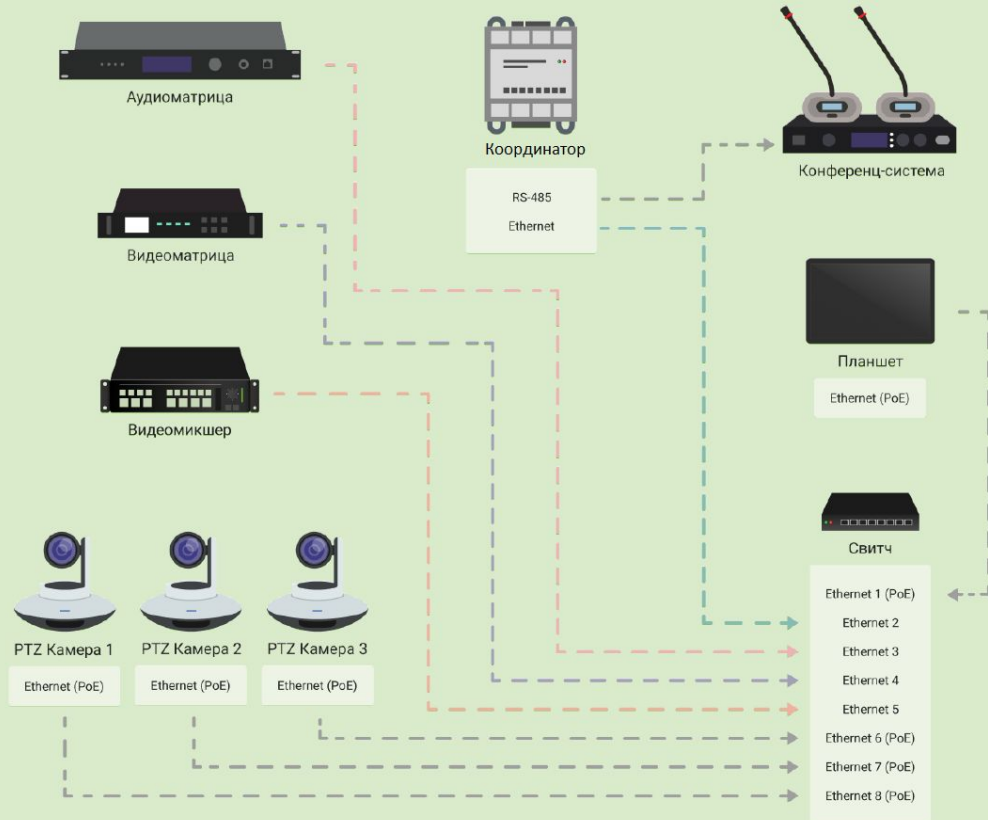 Аудиоматрица
Координатор
RS-485
Ethernet
Конференц-система
Видеоматрица
Планшет
Ethernet (PoE)
Видеомикшер
Свитч
Ethernet 1 (PoE)
Ethernet 2
Ethernet 3
Ethernet 4
Ethernet 5
Ethernet 6 (PoE)
Ethernet 7 (PoE)
Ethernet 8 (PoE)
PTZ Камера 1
Ethernet (PoE)
PTZ Камера 2
Ethernet (PoE)
PTZ Камера 3
Ethernet (PoE)